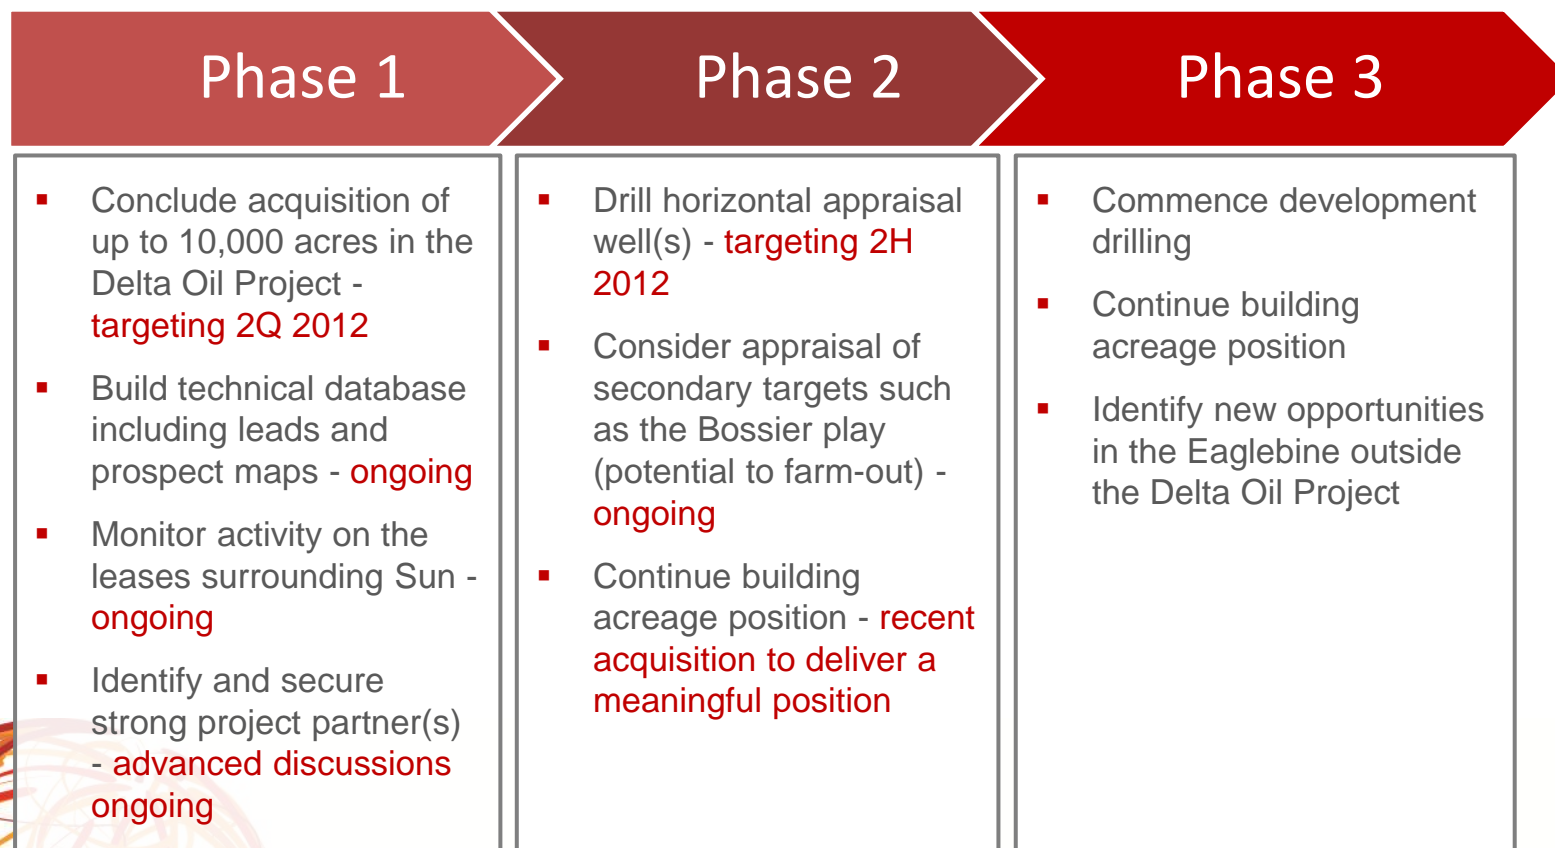 Phase 1
Phase 2
Phase 3
▪ Conclude acquisition of
up to 10,000 acres in the
Delta Oil Project -
targeting 2Q 2012
▪ Build technical database
including leads and
prospect maps - ongoing
▪ Monitor activity on the
leases surrounding Sun -
ongoing
▪ Identify and secure
strong project partner(s)
- advanced discussions
ongoing
▪ Drill horizontal appraisal
well(s) - targeting 2H
2012
▪ Consider appraisal of
secondary targets such
as the Bossier play
(potential to farm-out) -
ongoing
▪ Continue building
acreage position - recent
acquisition to deliver a
meaningful position
▪ Commence development
drilling
▪ Continue building
acreage position
▪ Identify new opportunities
in the Eaglebine outside
the Delta Oil Project